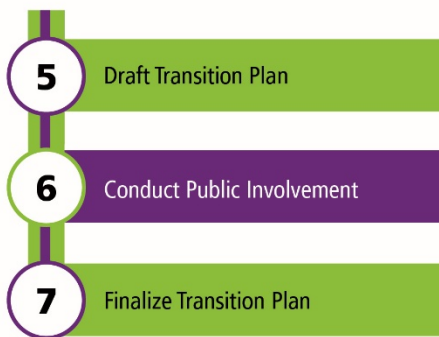 5 Draft Transition Plan
6 Conduct Public Involvement
7 Finalize Transition Plan